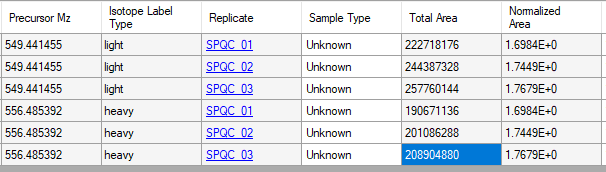 Precursor Mz Isotope Label Type Replicate Sample Type Total Area Normalized Area
549.441455 light SPQC_01 Unknown 222718176 1.6984E+0
549.441455 light SPQC_02 Unknown 244387328 1.7449E+0
549.441455 light SPQC_03 Unknown 257760144 1.7679E+0
556.485392 heavy SPQC_01 Unknown 190671136 1.6984E+0
556.485392 heavy SPQC_02 Unknown 201086288 1.7449E+0
556.485392 heavy SPQC_03 Unknown 208904880 1.7679E+0